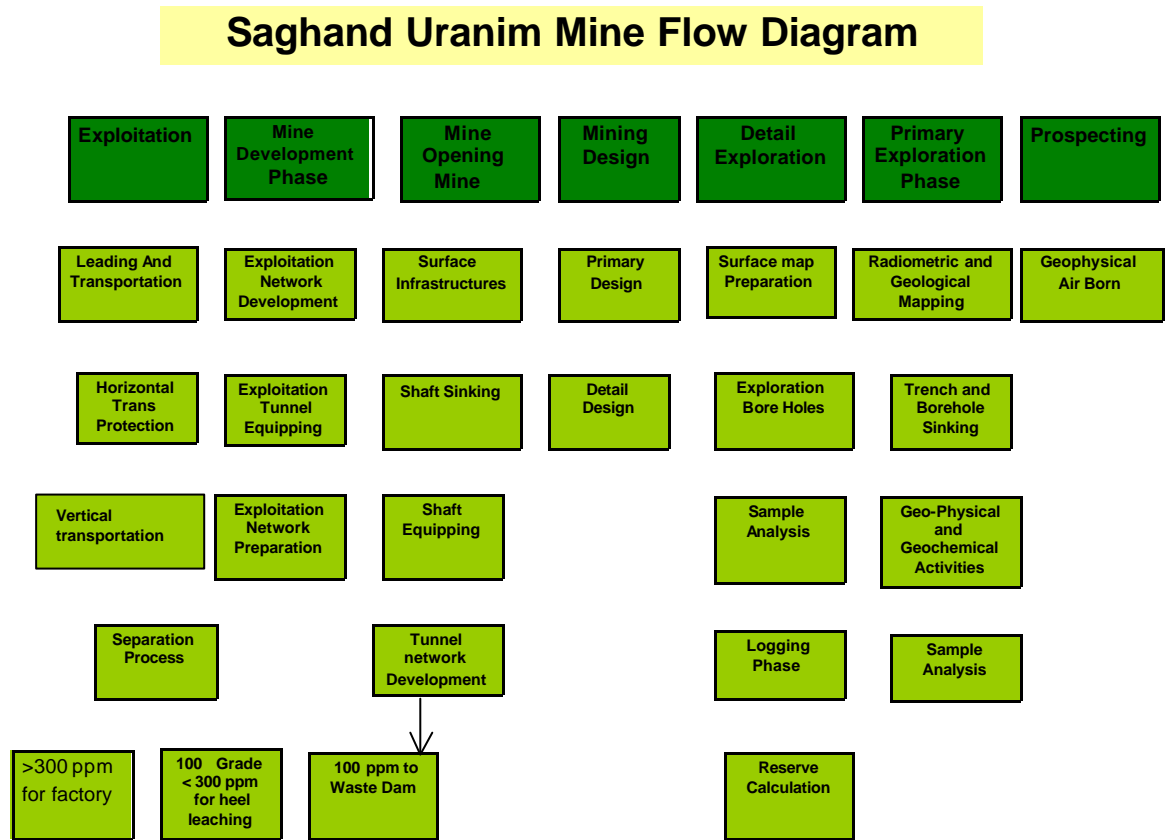 Saghand Uranim Mine Flow Diagram
Exploitation
Mine
Development
Phase
Mine
Opening
Mine
Mining
Design
Detail
Exploration
Primary
Exploration
Phase
Prospecting
Leading And
Transportation
Exploitation
Network
Development
Surface
Infrastructures
Primary
Design
Surface map
Preparation
Radiometric and
Geological
Mapping
Geophysical
Air Born
Horizontal
Trans
Protection
Exploitation
Tunnel
Equipping
Shaft Sinking
Detail
Design
Exploration
Bore Holes
Trench and
Borehole
Sinking
Vertical
transportation
Exploitation
Network
Preparation
Shaft
Equipping
Sample
Analysis
Geo-Physical
and
Geochemical
Activities
Separation
Process
Tunnel
network
Development
Logging
Phase
Sample
Analysis
>300 ppm
for factory
100 Grade
< 300 ppm
for heel
leaching
100 ppm to
Waste Dam
Reserve
Calculation